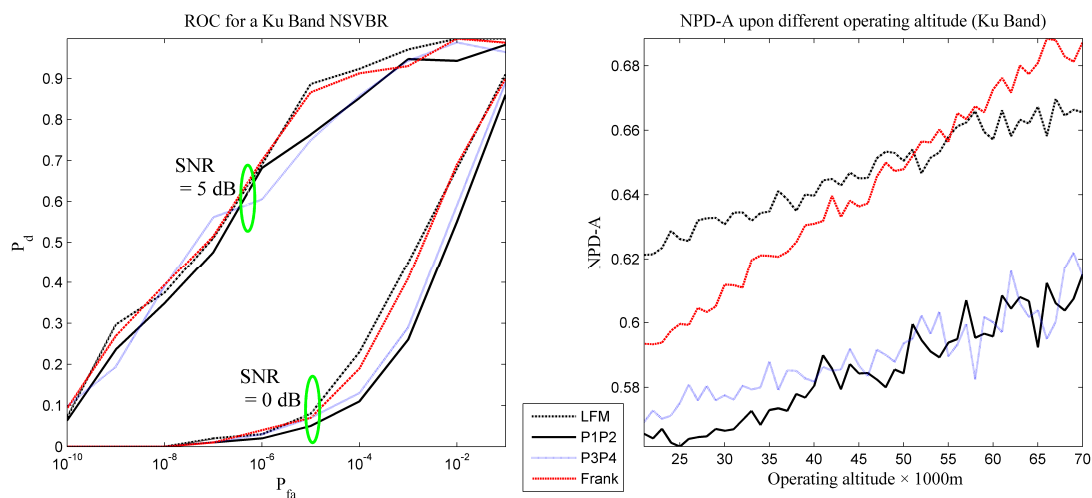 ROC for a Ku Band NSVBR
P_d
0.9
0.8
0.7
0.6
0.5
0.4
0.3
0.2
0.1
0
SNR
= 5 dB
SNR
= 0 dB
10^-10
10^-8
10^-6
10^-4
10^-2
P_fa
LFM
P1P2
P3P4
Frank
NPD-A upon different operating altitude (Ku Band)
NPD-A
0.68
0.66
0.64
0.62
0.6
0.58
25
30
35
40
45
50
55
60
65
70
Operating altitude × 1000m